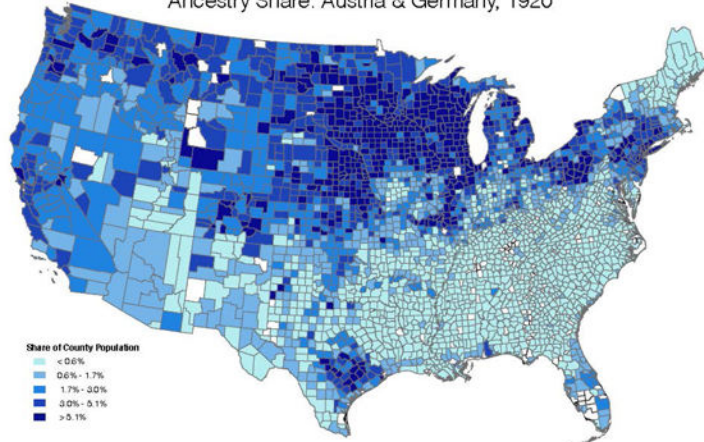 Ancestry Share: Austria & Germany, 1920
Share of County Population
< 0.6%
0.6% - 1.7%
1.7% - 3.0%
3.0% - 5.1%
> 5.1%